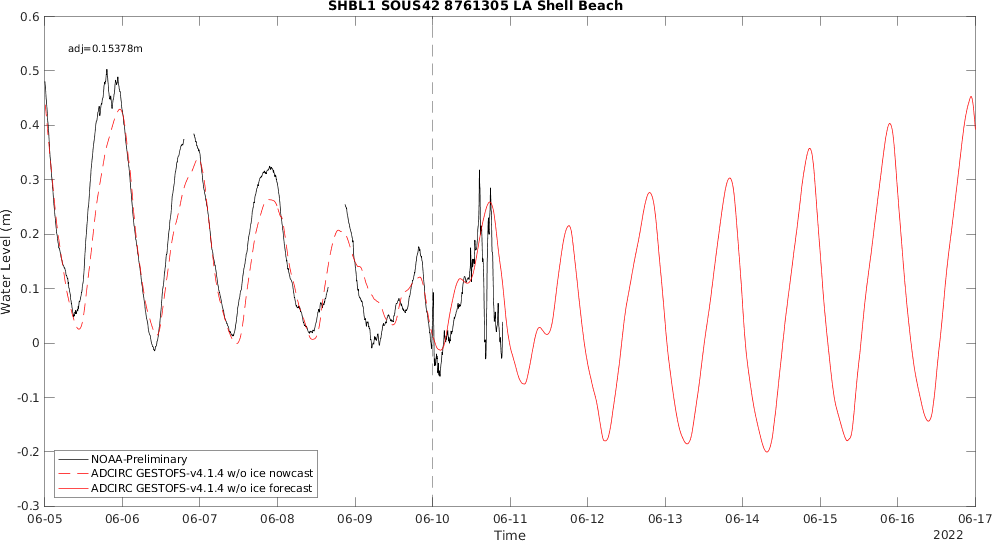 SHBL1 SOUS42 8761305 LA Shell Beach
adj=0.15378m
0.6
0.5
0.4
0.3
0.2
0.1
0
-0.1
-0.2
-0.3
Water Level (m)
NOAA-Preliminary
ADCIRC GESTOFS-v4.1.4 w/o ice nowcast
ADCIRC GESTOFS-v4.1.4 w/o ice forecast
06-05 06-06 06-07 06-08 06-09 06-10 06-11 06-12 06-13 06-14 06-15 06-16 06-17
Time
2022